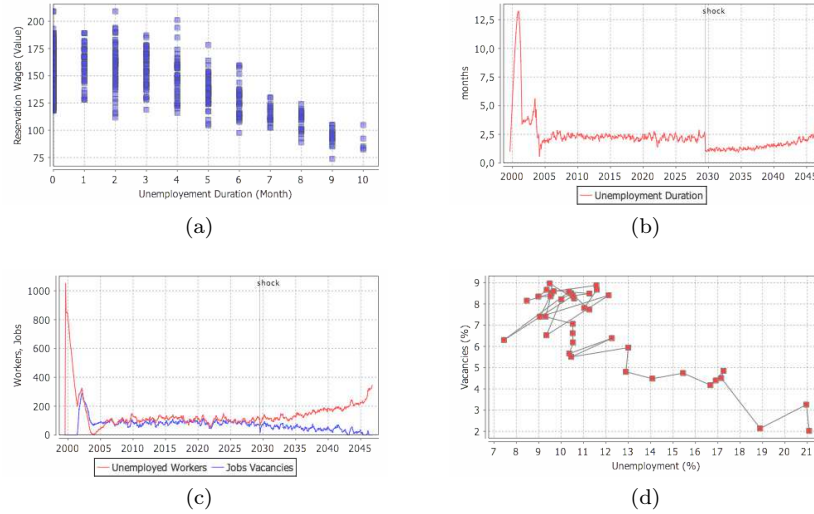 Reservation Wages (Value)
200
175
150
125
100
75
0 1 2 3 4 5 6 7 8 9 10
Unemployement Duration (Month)
(a)
shock
months
12,5
10,0
7,5
5,0
2,5
0,0
2000 2005 2010 2015 2020 2025 2030 2035 2040 2045
Unemployment Duration
(b)
shock
Workers, Jobs
1000
800
600
400
200
0
2000 2005 2010 2015 2020 2025 2030 2035 2040 2045
Unemployed Workers Jobs Vacancies
(c)
Vacancies (%)
9
8
7
6
5
4
3
2
7 8 9 10 11 12 13 14 15 16 17 18 19 20 21
Unemployment (%)
(d)